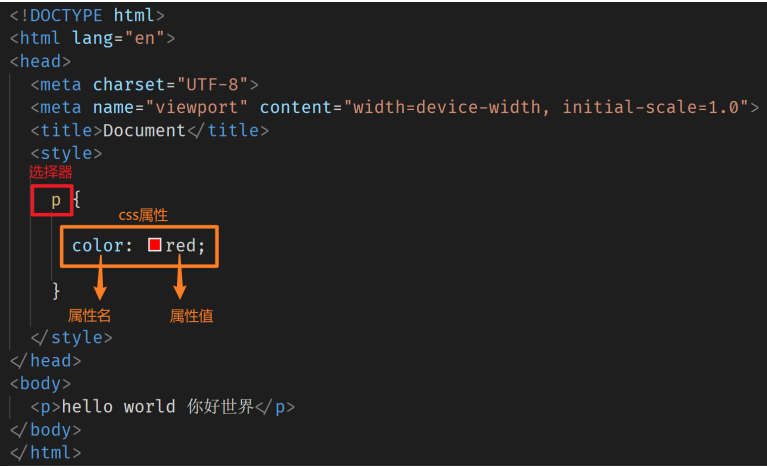 <!DOCTYPE html>
<html lang="en">
<head>
<meta charset="UTF-8">
<meta name="viewport" content="width=device-width, initial-scale=1.0">
<title>Document</title>
<style>
选择器
p {
css属性
color: red;
}
属性名 属性值
</style>
</head>
<body>
<p>hello world 你好世界</p>
</body>
</html>